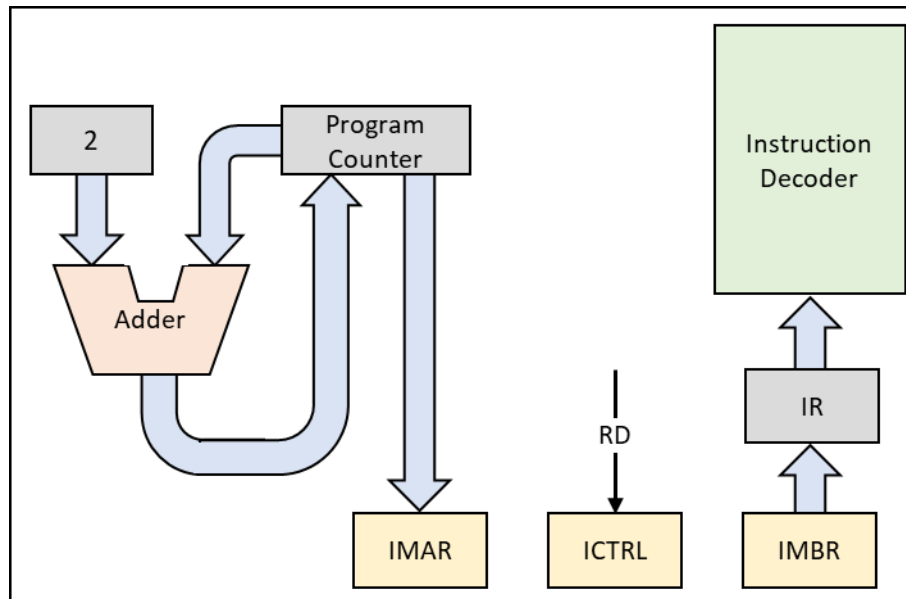 2
Program
Counter
Instruction
Decoder
Adder
IR
RD
IMAR
ICTRL
IMBR